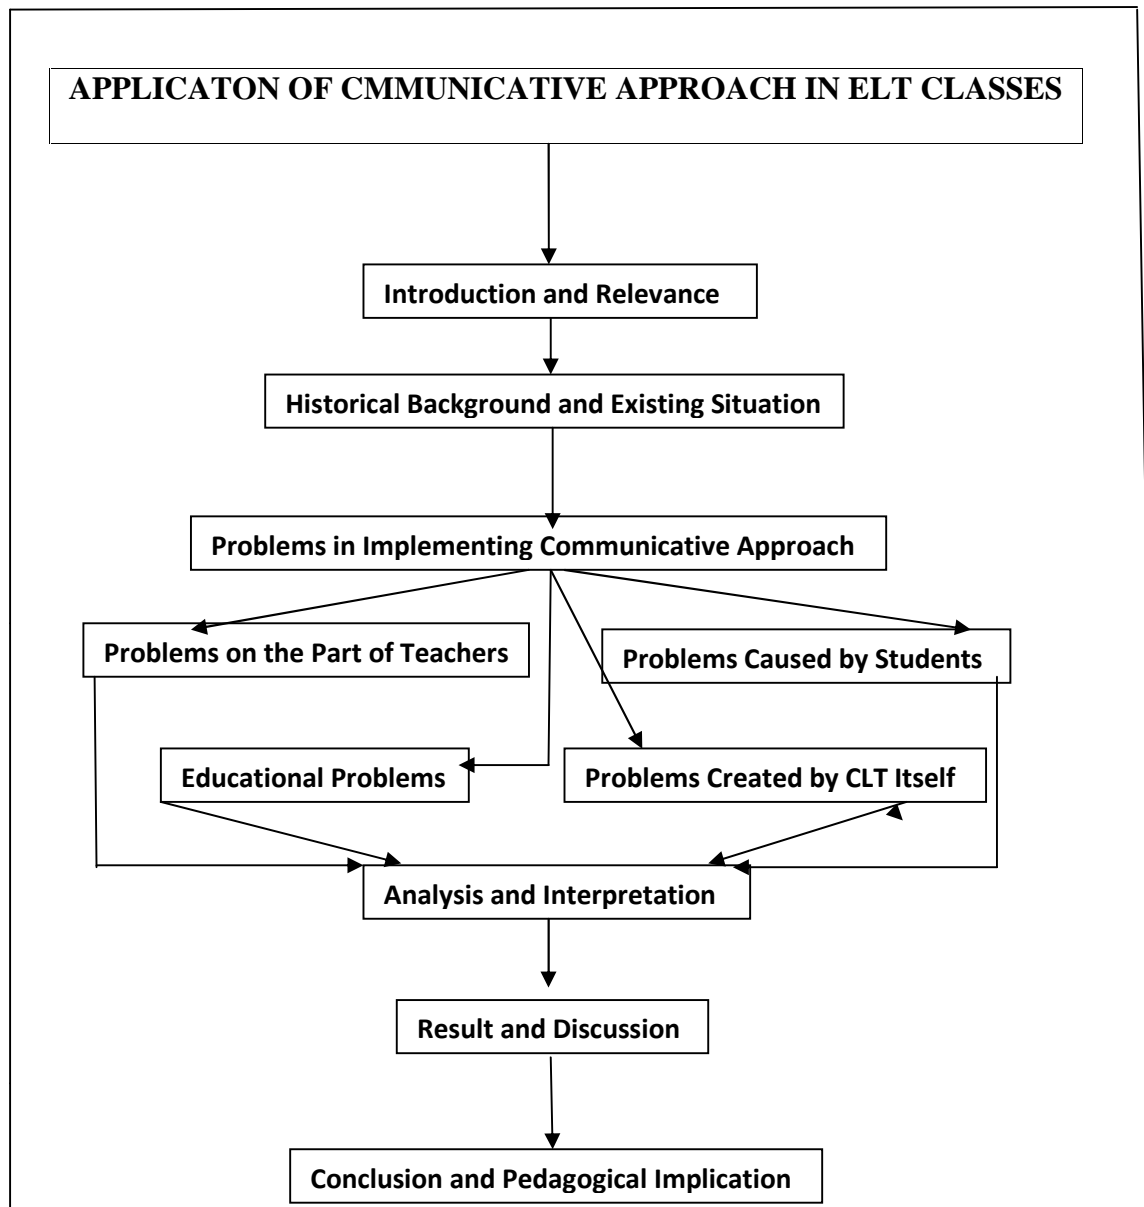 APPLICATON OF CMMUNICATIVE APPROACH IN ELT CLASSES
Introduction and Relevance
Historical Background and Existing Situation
Problems in Implementing Communicative Approach
Problems on the Part of Teachers
Problems Caused by Students
Educational Problems
Problems Created by CLT Itself
Analysis and Interpretation
Result and Discussion
Conclusion and Pedagogical Implication